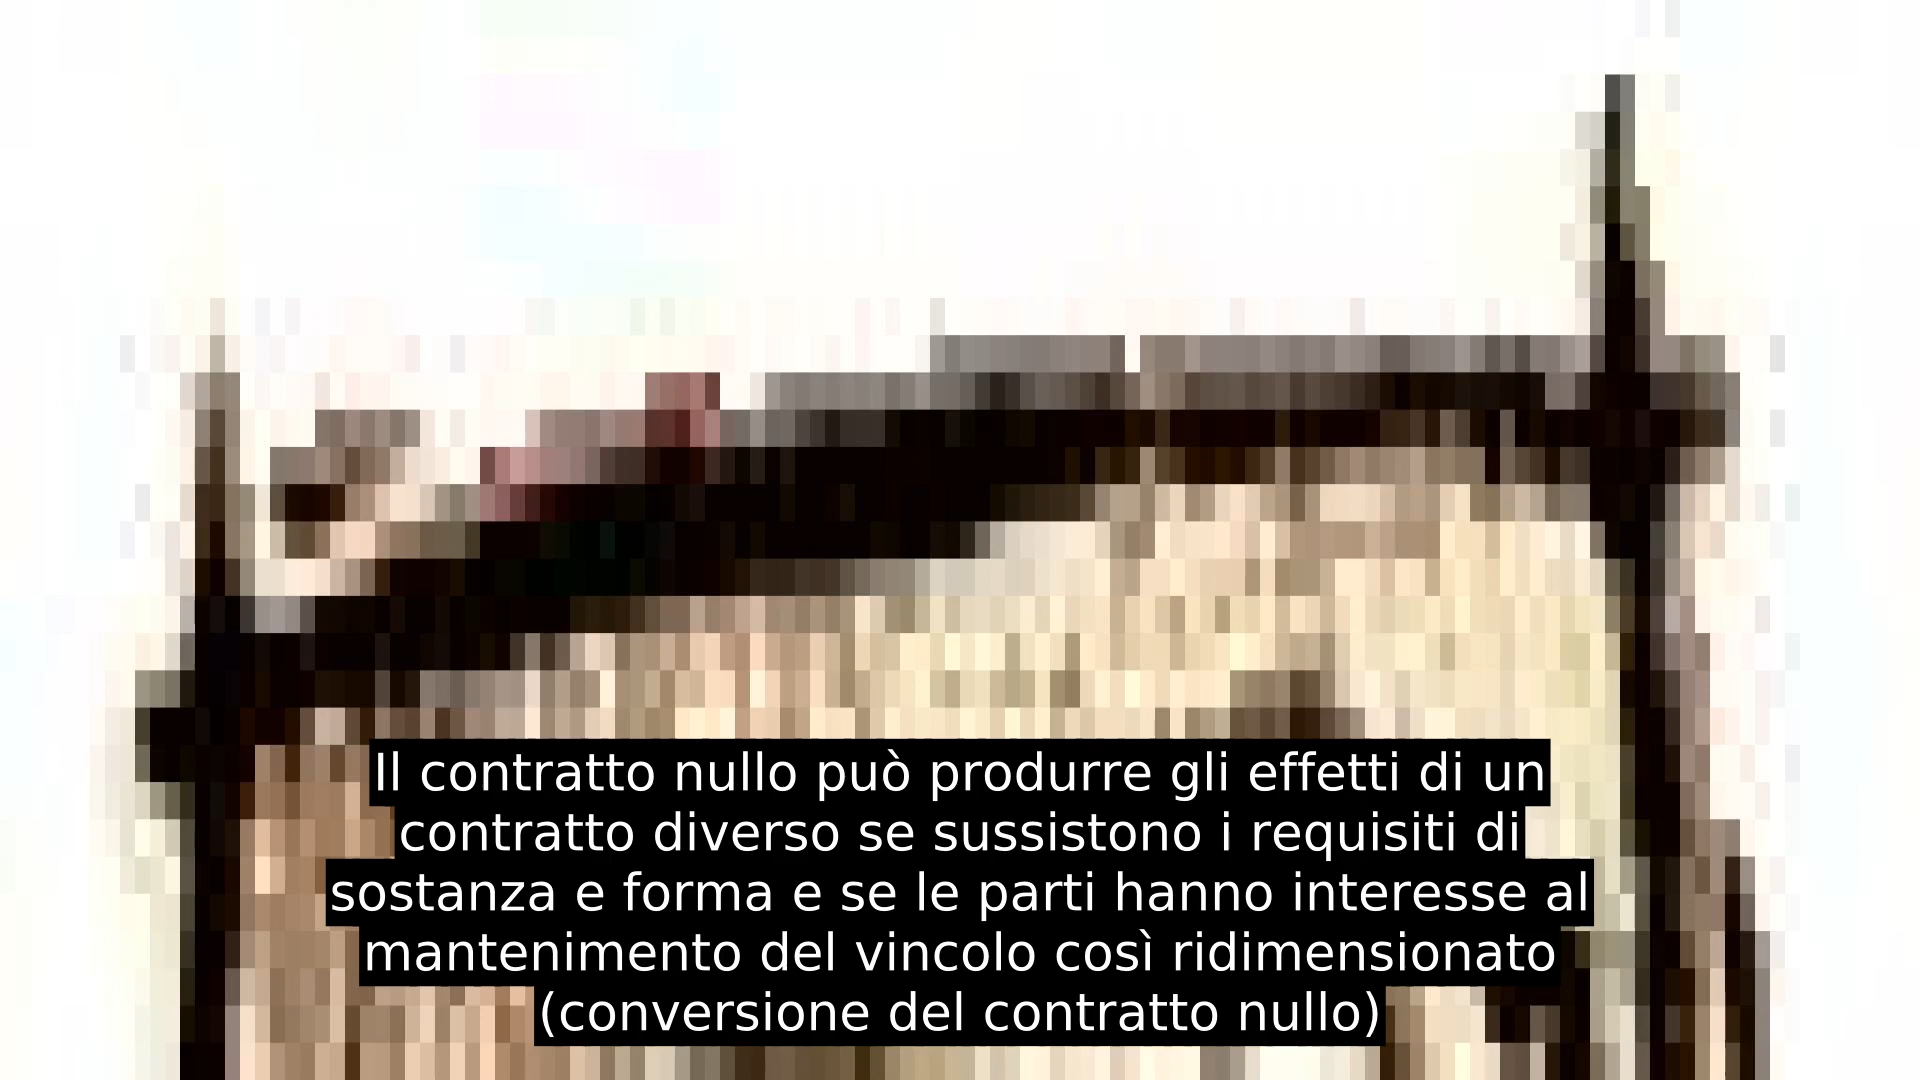 Il contratto nullo può produrre gli effetti di un
contratto diverso se sussistono i requisiti di
sostanza e forma e se le parti hanno interesse al
mantenimento del vincolo così ridimensionato
(conversione del contratto nullo)